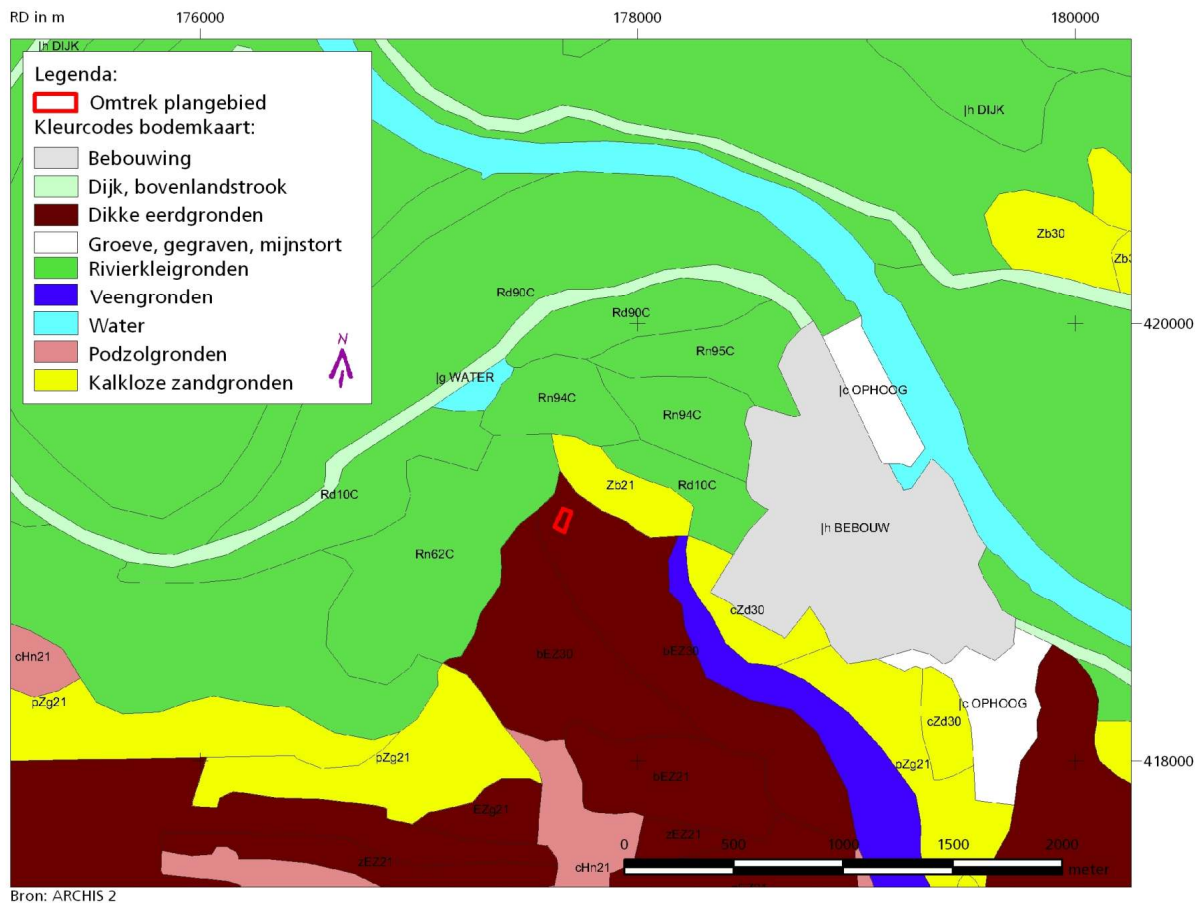 RD in m
176000
178000
180000
|h DIJK
Legenda:
Omtrek plangebied
Kleurcodes bodemkaart:
Bebouwing
Dijk, bovenlandstrook
Dikke eerdgronden
Groeve, gegraven, mijnstort
Rivierkleigronden
Veengronden
Water
Podzolgronden
Kalkloze zandgronden
N
|h DIJK
Zb30
Rd90C
Rd90C
420000
Rn95C
|g WATER
|c OPHOOG
Rn94C
Rn94C
Zb21
Rd10C
Rd10C
|h BEBOUW
Rn62C
cZd30
bEZ30
bEZ30
cHn21
pZg21
|c OPHOOG
cZd30
pZg21
pZg21
418000
bEZ21
EZg21
zEZ21
zEZ21
cHn21
0 500 1000 1500 2000
meter
Bron: ARCHIS 2